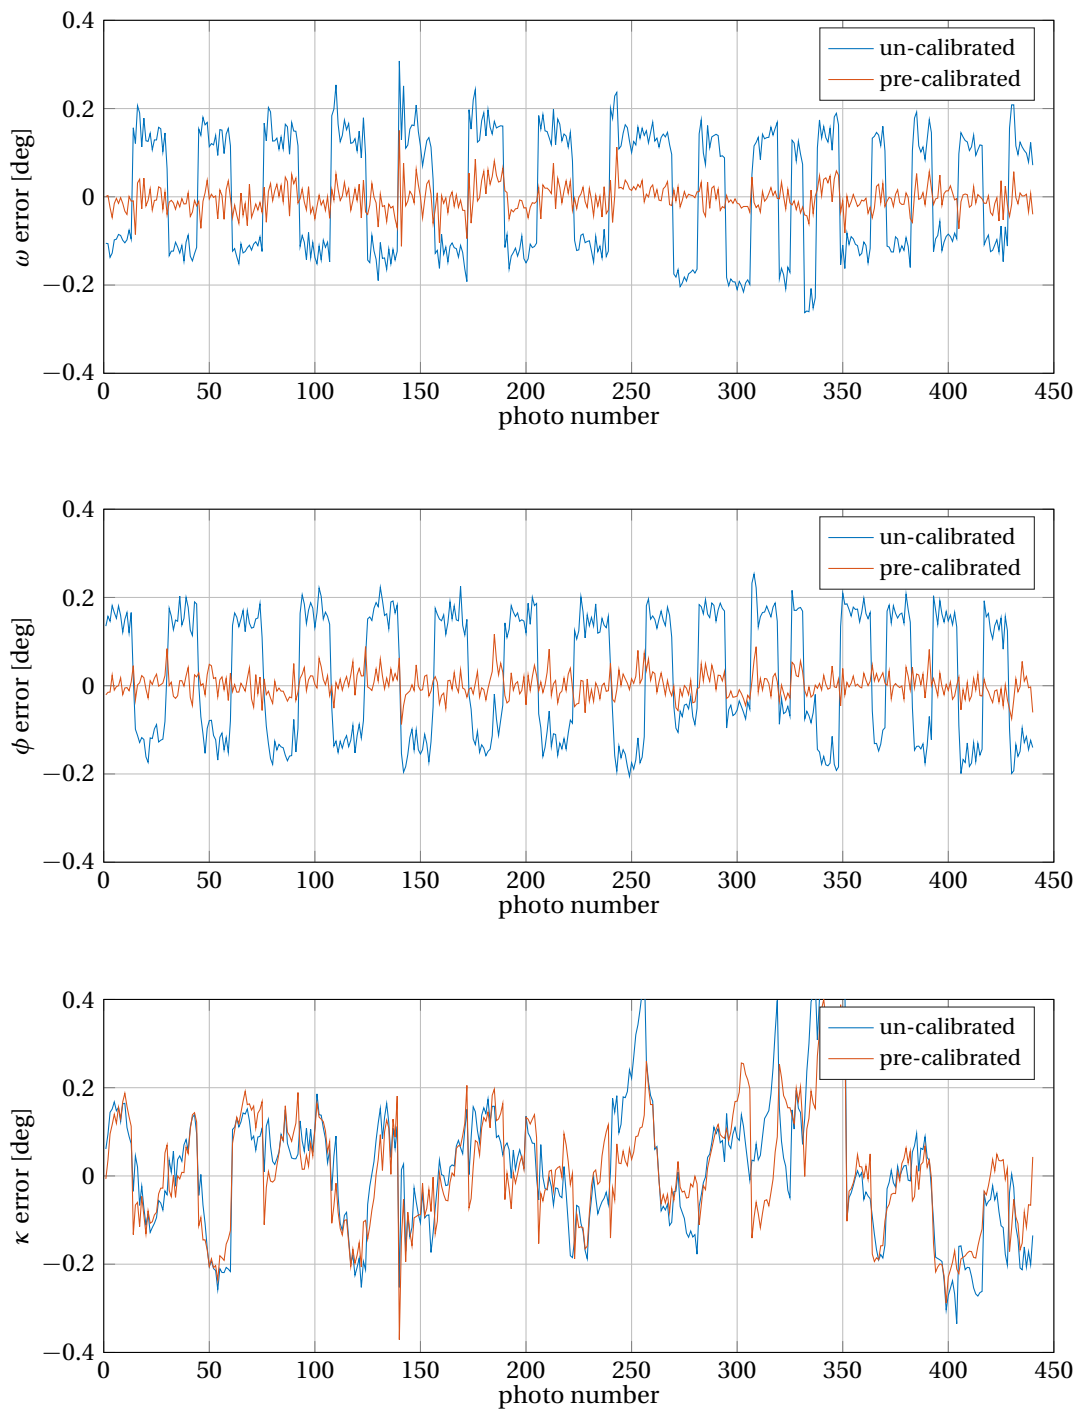 0.4
0.2
0
−0.2
−0.4
ω error [deg]
un-calibrated
pre-calibrated
0 50 100 150 200 250 300 350 400 450
photo number
0.4
0.2
0
−0.2
−0.4
ϕ error [deg]
un-calibrated
pre-calibrated
0 50 100 150 200 250 300 350 400 450
photo number
0.4
0.2
0
−0.2
−0.4
κ error [deg]
un-calibrated
pre-calibrated
0 50 100 150 200 250 300 350 400 450
photo number